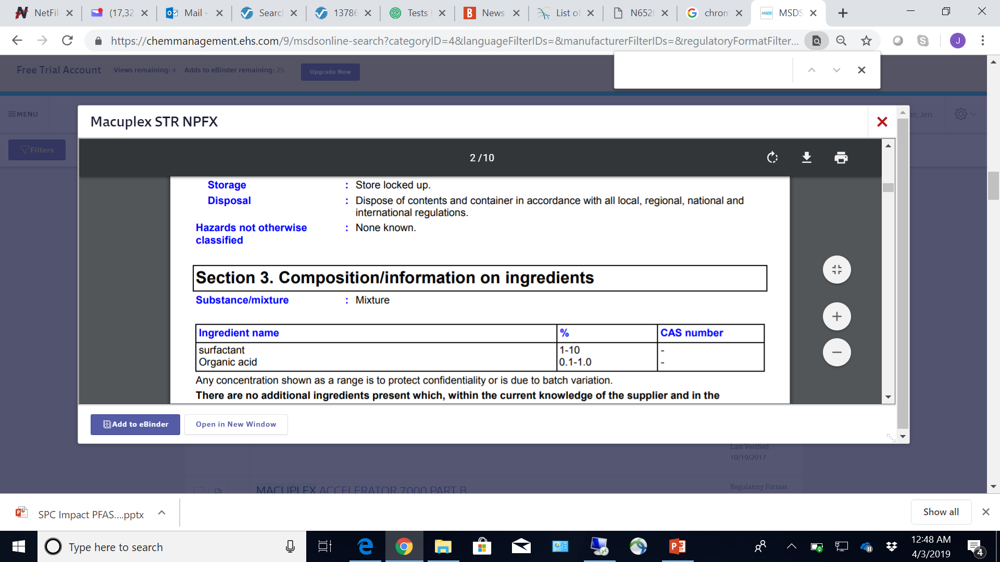 NetFil
(17,32
Mail -
Search
13786
Tests
News
List of
N652
chrom
MSDS
https://chemmanagement.ehs.com/9/msdsonline-search?categoryID=4&languageFilterIDs=&manufacturerFilterIDs=&regulatoryFormatFilter...
J
Free Trial Account
Views remaining: 4
Adds to eBinder remaining: 25
Upgrade Now
MENU
Jen
Filters
Macuplex STR NPFX
2 / 10
Storage : Store locked up.
Disposal : Dispose of contents and container in accordance with all local, regional, national and
international regulations.
Hazards not otherwise : None known.
classified
Section 3. Composition/information on ingredients
Substance/mixture : Mixture
Ingredient name % CAS number
surfactant 1-10 -
Organic acid 0.1-1.0 -
Any concentration shown as a range is to protect confidentiality or is due to batch variation.
There are no additional ingredients present which, within the current knowledge of the supplier and in the
Add to eBinder
Open in New Window
Last Verified
10/19/2017
MACUPLEX ACCELERATOR 7000 PART B
Regulatory Format
SPC Impact PFAS....pptx
Show all
Type here to search
12:48 AM
4/3/2019
4